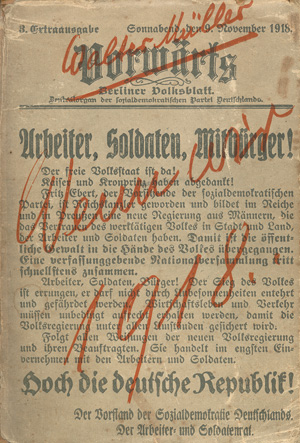 3. Extraausgabe Sonnabend, den 9. November 1918.
Walter Müller
Vorwärts
Berliner Volksblatt.
Zentralorgan der sozialdemokratischen Partei Deutschlands.
Arbeiter, Soldaten, Mitbürger!
Wenn wir
1918
Der freie Volksstaat ist
Kaiser und Kronprinz haben abgedankt!
Fritz Ebert, der Vorsitzende der sozialdemokratischen
Partei, ist Reichskanzler geworden und bildet im Reiche
und in Preußen eine neue Regierung aus Männern, die
das Vertrauen des werktätigen Volkes in Stadt und Land,
der Arbeiter und Soldaten haben. Damit ist die öffent-
liche Gewalt in die Hände des Volkes übergegangen.
Eine verfassunggebende Nationalversammlung tritt
schnellstens zusammen.
Arbeiter, Soldaten, Bürger! Der Sieg des Volkes
ist errungen, er darf nicht durch Unbesonnenheiten entehrt
und gefährdet werden. Wirtschaftsleben und Verkehr
müssen unbedingt aufrecht erhalten werden, damit die
Volksregierung unter allen Umständen gesichert wird.
Folgt allen Weisungen der neuen Volksregierung
und ihren Beauftragten. Sie handelt im engsten Ein-
vernehmen mit den Arbeitern und Soldaten.
Hoch die deutsche Republik!
Der Vorstand der Sozialdemokratie Deutschlands.
Der Arbeiter- und Soldatenrat.